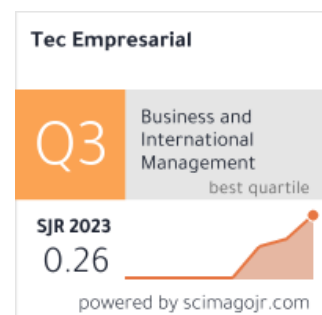 Tec Empresarial
Q3
Business and
International
Management
best quartile
SJR 2023
0.26
powered by scimagojr.com